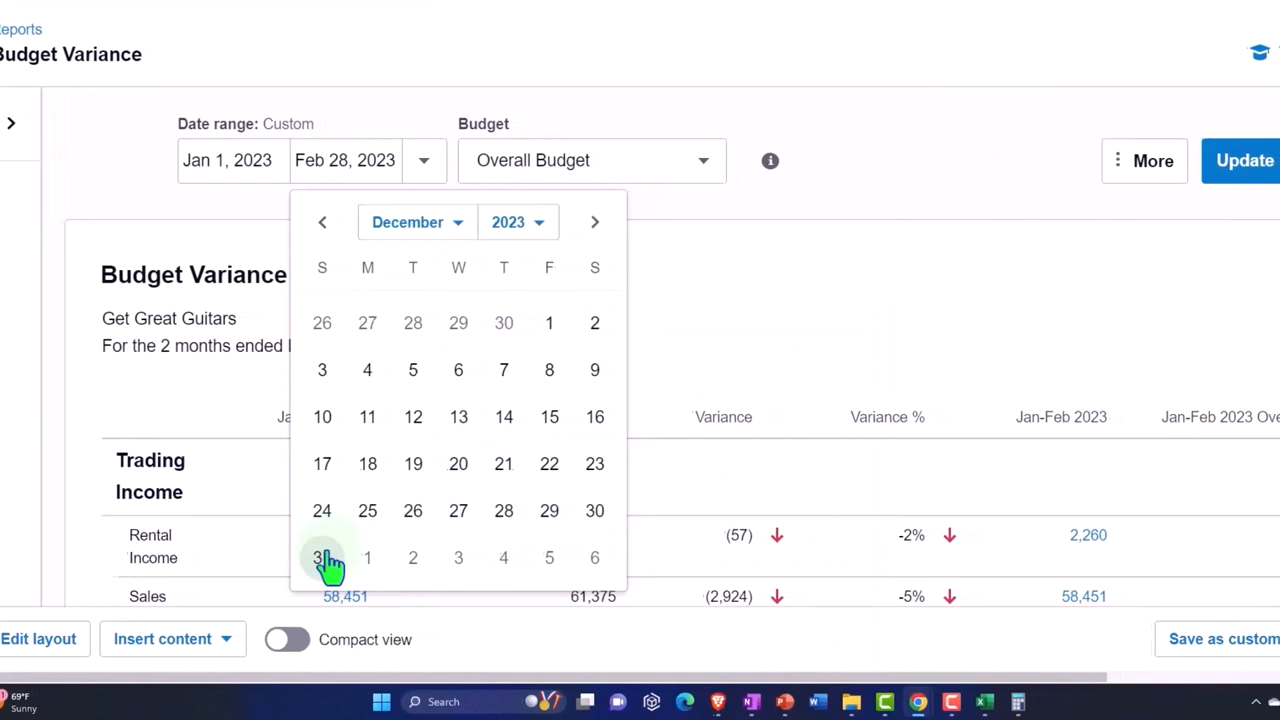 Reports
Budget Variance
Date range: Custom
Budget
Jan 1, 2023
Feb 28, 2023
Overall Budget
More
Update
December
2023
S M T W T F S
26 27 28 29 30 1 2
3 4 5 6 7 8 9
10 11 12 13 14 15 16
17 18 19 20 21 22 23
24 25 26 27 28 29 30
1 2 3 4 5 6
Budget Variance
Get Great Guitars
For the 2 months ended
Variance
Variance %
Jan-Feb 2023
Jan-Feb 2023
Trading
Income
Rental
Income
(57)
-2%
2,260
Sales
58,451
61,375
(2,924)
-5%
58,451
Edit layout
Insert content
Compact view
Save as custom
69°F
Sunny
Search